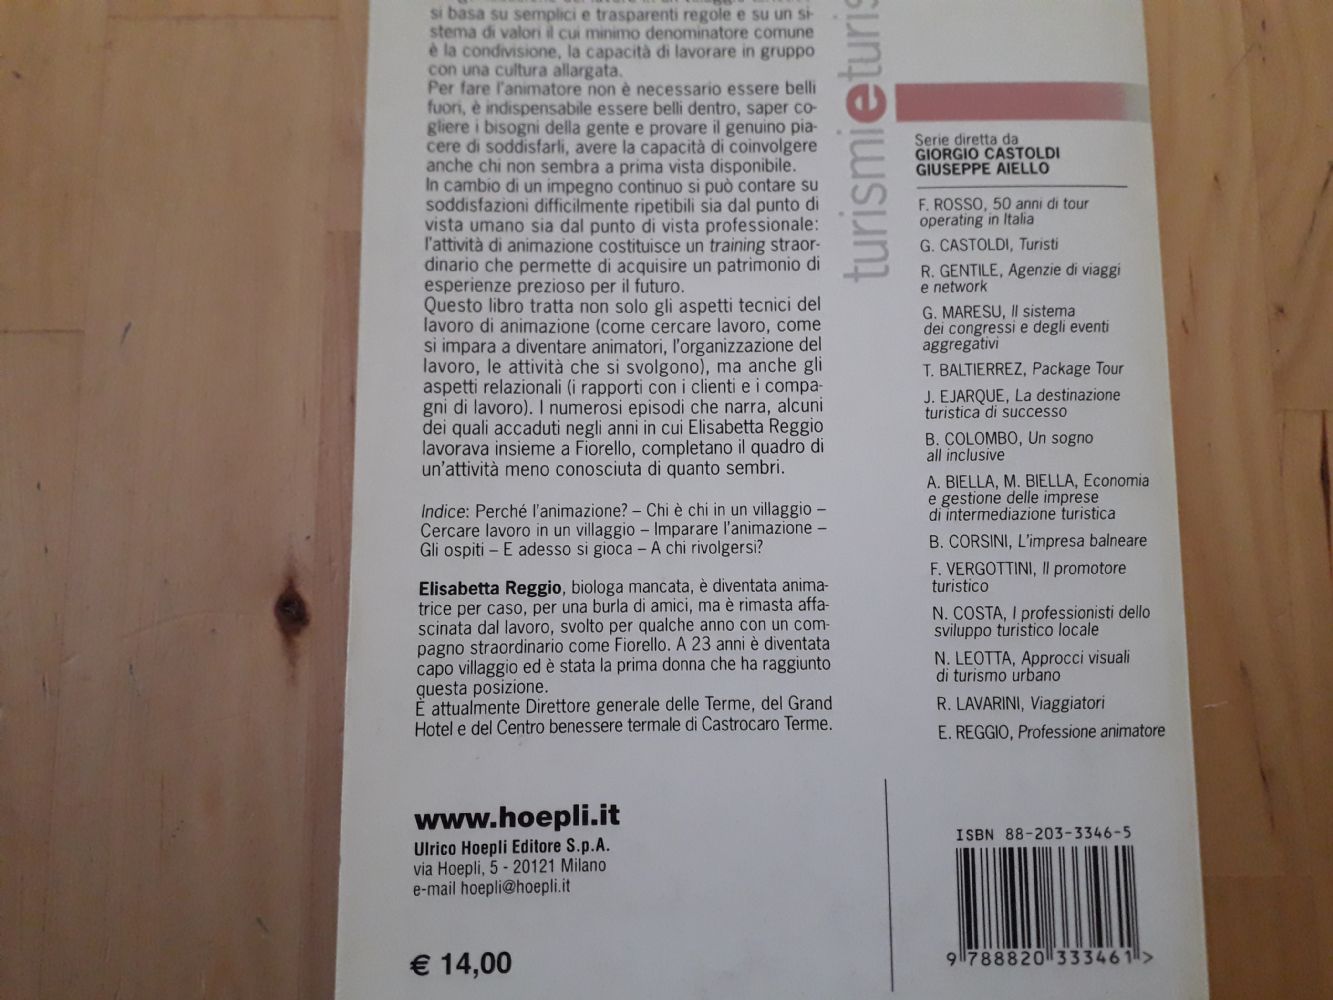 si basa su semplici e trasparenti regole e su un si-
stema di valori il cui minimo denominatore comune
è la condivisione, la capacità di lavorare in gruppo
con una cultura allargata.
Per fare l'animatore non è necessario essere belli
fuori, è indispensabile essere belli dentro, saper co-
gliere i bisogni della gente e provare il genuino pia-
cere di soddisfarli, avere la capacità di coinvolgere
anche chi non sembra a prima vista disponibile.
In cambio di un impegno continuo si può contare su
soddisfazioni difficilmente ripetibili sia dal punto di
vista umano sia dal punto di vista professionale:
l'attività di animazione costituisce un training straor-
dinario che permette di acquisire un patrimonio di
esperienze prezioso per il futuro.
Questo libro tratta non solo gli aspetti tecnici del
lavoro di animazione (come cercare lavoro, come
si impara a diventare animatori, l'organizzazione del
lavoro, le attività che si svolgono), ma anche gli
aspetti relazionali (i rapporti con i clienti e i compa-
gni di lavoro). I numerosi episodi che narra, alcuni
dei quali accaduti negli anni in cui Elisabetta Reggio
lavorava insieme a Fiorello, completano il quadro di
un'attività meno conosciuta di quanto sembri.
Indice: Perché l'animazione? – Chi è chi in un villaggio –
Cercare lavoro in un villaggio – Imparare l'animazione –
Gli ospiti – E adesso si gioca – A chi rivolgersi?
Elisabetta Reggio, biologa mancata, è diventata anima-
trice per caso, per una burla di amici, ma è rimasta affa-
scinata dal lavoro, svolto per qualche anno con un com-
pagno straordinario come Fiorello. A 23 anni è diventata
capo villaggio ed è stata la prima donna che ha raggiunto
questa posizione.
È attualmente Direttore generale delle Terme, del Grand
Hotel e del Centro benessere termale di Castrocaro Terme.
www.hoepli.it
Ulrico Hoepli Editore S.p.A.
via Hoepli, 5 - 20121 Milano
e-mail hoepli@hoepli.it
€ 14,00
turismieturis
Serie diretta da
GIORGIO CASTOLDI
GIUSEPPE AIELLO
F. ROSSO, 50 anni di tour
operating in Italia
G. CASTOLDI, Turisti
R. GENTILE, Agenzie di viaggi
e network
G. MARESU, Il sistema
dei congressi e degli eventi
aggregativi
T. BALTIERREZ, Package Tour
J. EJARQUE, La destinazione
turistica di successo
B. COLOMBO, Un sogno
all inclusive
A. BIELLA, M. BIELLA, Economia
e gestione delle imprese
di intermediazione turistica
B. CORSINI, L'impresa balneare
F. VERGOTTINI, Il promotore
turistico
N. COSTA, I professionisti dello
sviluppo turistico locale
N. LEOTTA, Approcci visuali
di turismo urbano
R. LAVARINI, Viaggiatori
E. REGGIO, Professione animatore
ISBN 88-203-3346-5
9 788820 333461 >